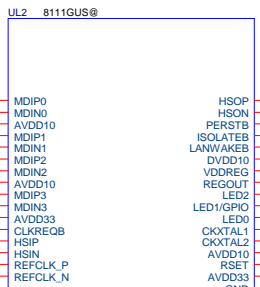 UL2 8111GUS@
MDIP0 HSOP
MDIN0 HSON
AVDD10 PERSTB
MDIP1 ISOLATEB
MDIN1 LANWAKEB
MDIP2 DVDD10
MDIN2 VDDREG
AVDD10 REGOUT
MDIP3 LED2
MDIN3 LED1/GPIO
AVDD33 LED0
CLKREQB CKXTAL1
HSIP CKXTAL2
HSIN AVDD10
REFCLK_P RSET
REFCLK_N AVDD33